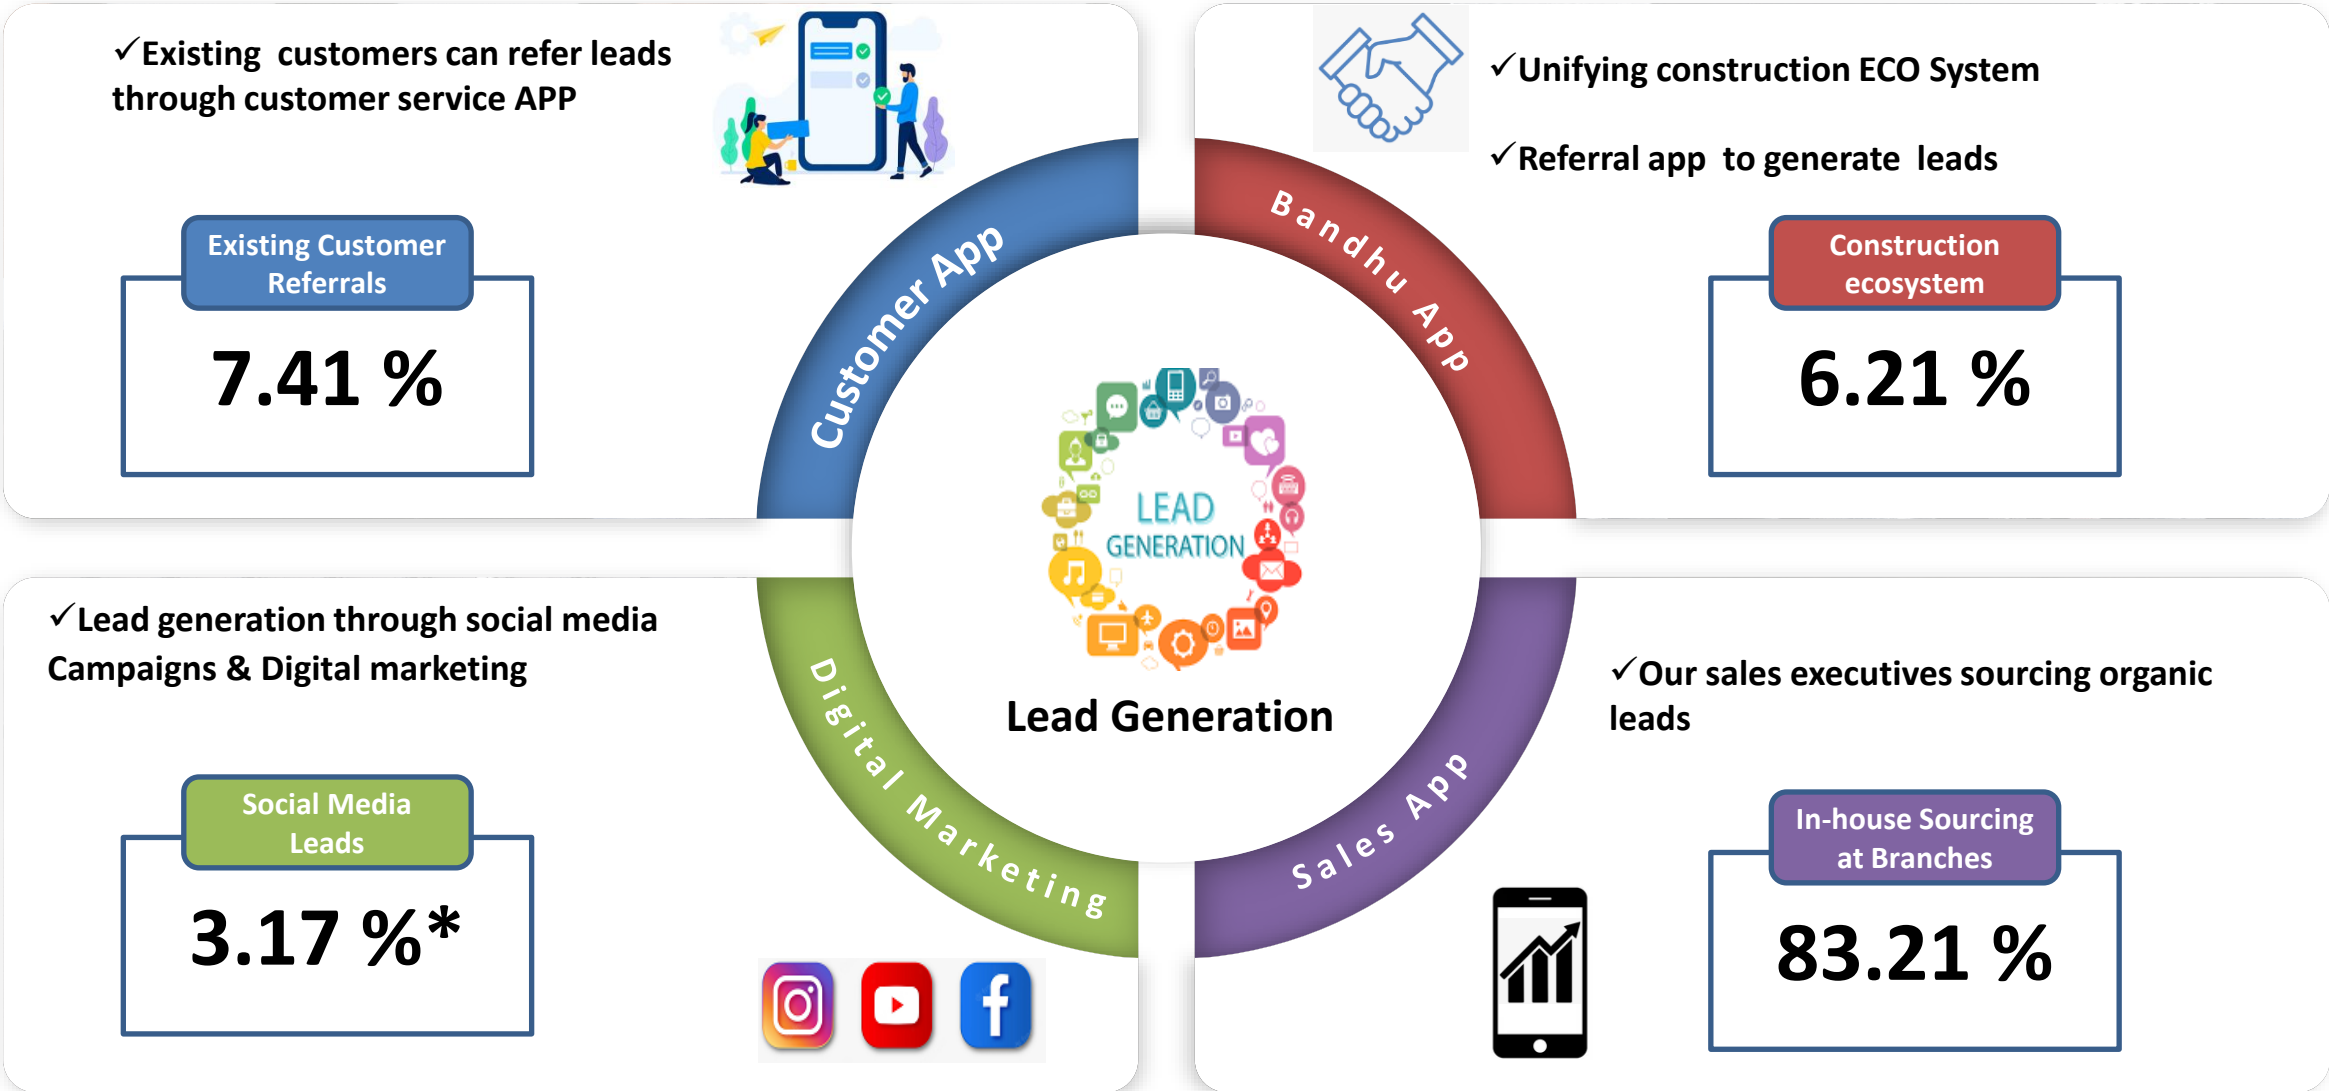 ✓Existing  customers can refer leads
through customer service APP
Existing Customer
Referrals
7.41 %
✓Unifying construction ECO System
✓Referral app  to generate  leads
Construction
ecosystem
6.21 %
Customer App
Bandhu App
LEAD
GENERATION
Lead Generation
Digital Marketing
Sales App
✓Lead generation through social media
Campaigns & Digital marketing
Social Media
Leads
3.17 %*
✓Our sales executives sourcing organic
leads
In-house Sourcing
at Branches
83.21 %